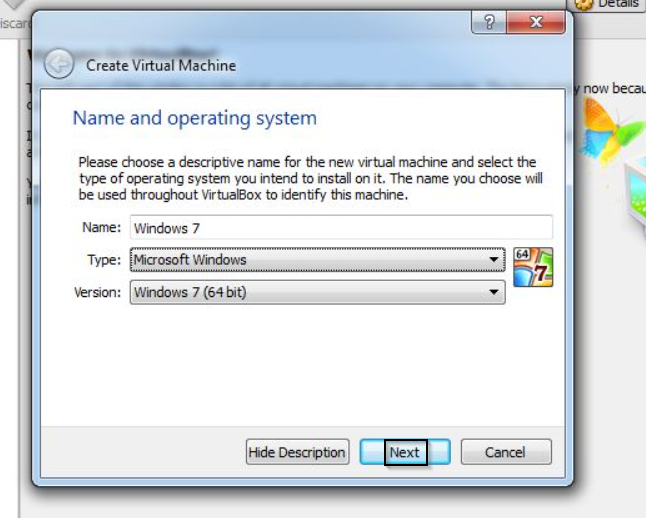 Details
iscar
?
X
Create Virtual Machine
y now becau
Name and operating system
Please choose a descriptive name for the new virtual machine and select the
type of operating system you intend to install on it. The name you choose will
be used throughout VirtualBox to identify this machine.
Name: Windows 7
Type: Microsoft Windows
64
7
Version: Windows 7 (64 bit)
Hide Description Next Cancel